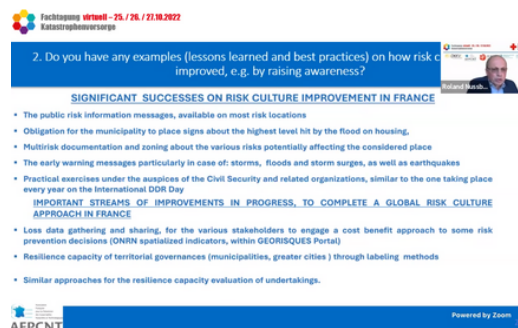 Fachtagung virtuell – 25. / 26. / 27.10.2022
Katastrophenvorsorge
2. Do you have any examples (lessons learned and best practices) on how risk c
improved, e.g. by raising awareness?
Roland Nussb...
SIGNIFICANT SUCCESSES ON RISK CULTURE IMPROVEMENT IN FRANCE
• The public risk information messages, available on most risk locations
• Obligation for the municipality to place signs about the highest level hit by the flood on housing,
• Multirisk documentation and zoning about the various risks potentially affecting the considered place
• The early warning messages particularly in case of: storms, floods and storm surges, as well as earthquakes
• Practical exercises under the auspices of the Civil Security and related organizations, similar to the one taking place
every year on the International DDR Day
IMPORTANT STREAMS OF IMPROVEMENTS IN PROGRESS, TO COMPLETE A GLOBAL RISK CULTURE
APPROACH IN FRANCE
• Loss data gathering and sharing, for the various stakeholders to engage a cost benefit approach to some risk
prevention decisions (ONRN spatialized indicators, within GEORISQUES Portal)
• Resilience capacity of territorial governances (municipalities, greater cities ) through labeling methods
• Similar approaches for the resilience capacity evaluation of undertakings.
AFPCNT
Powered by Zoom